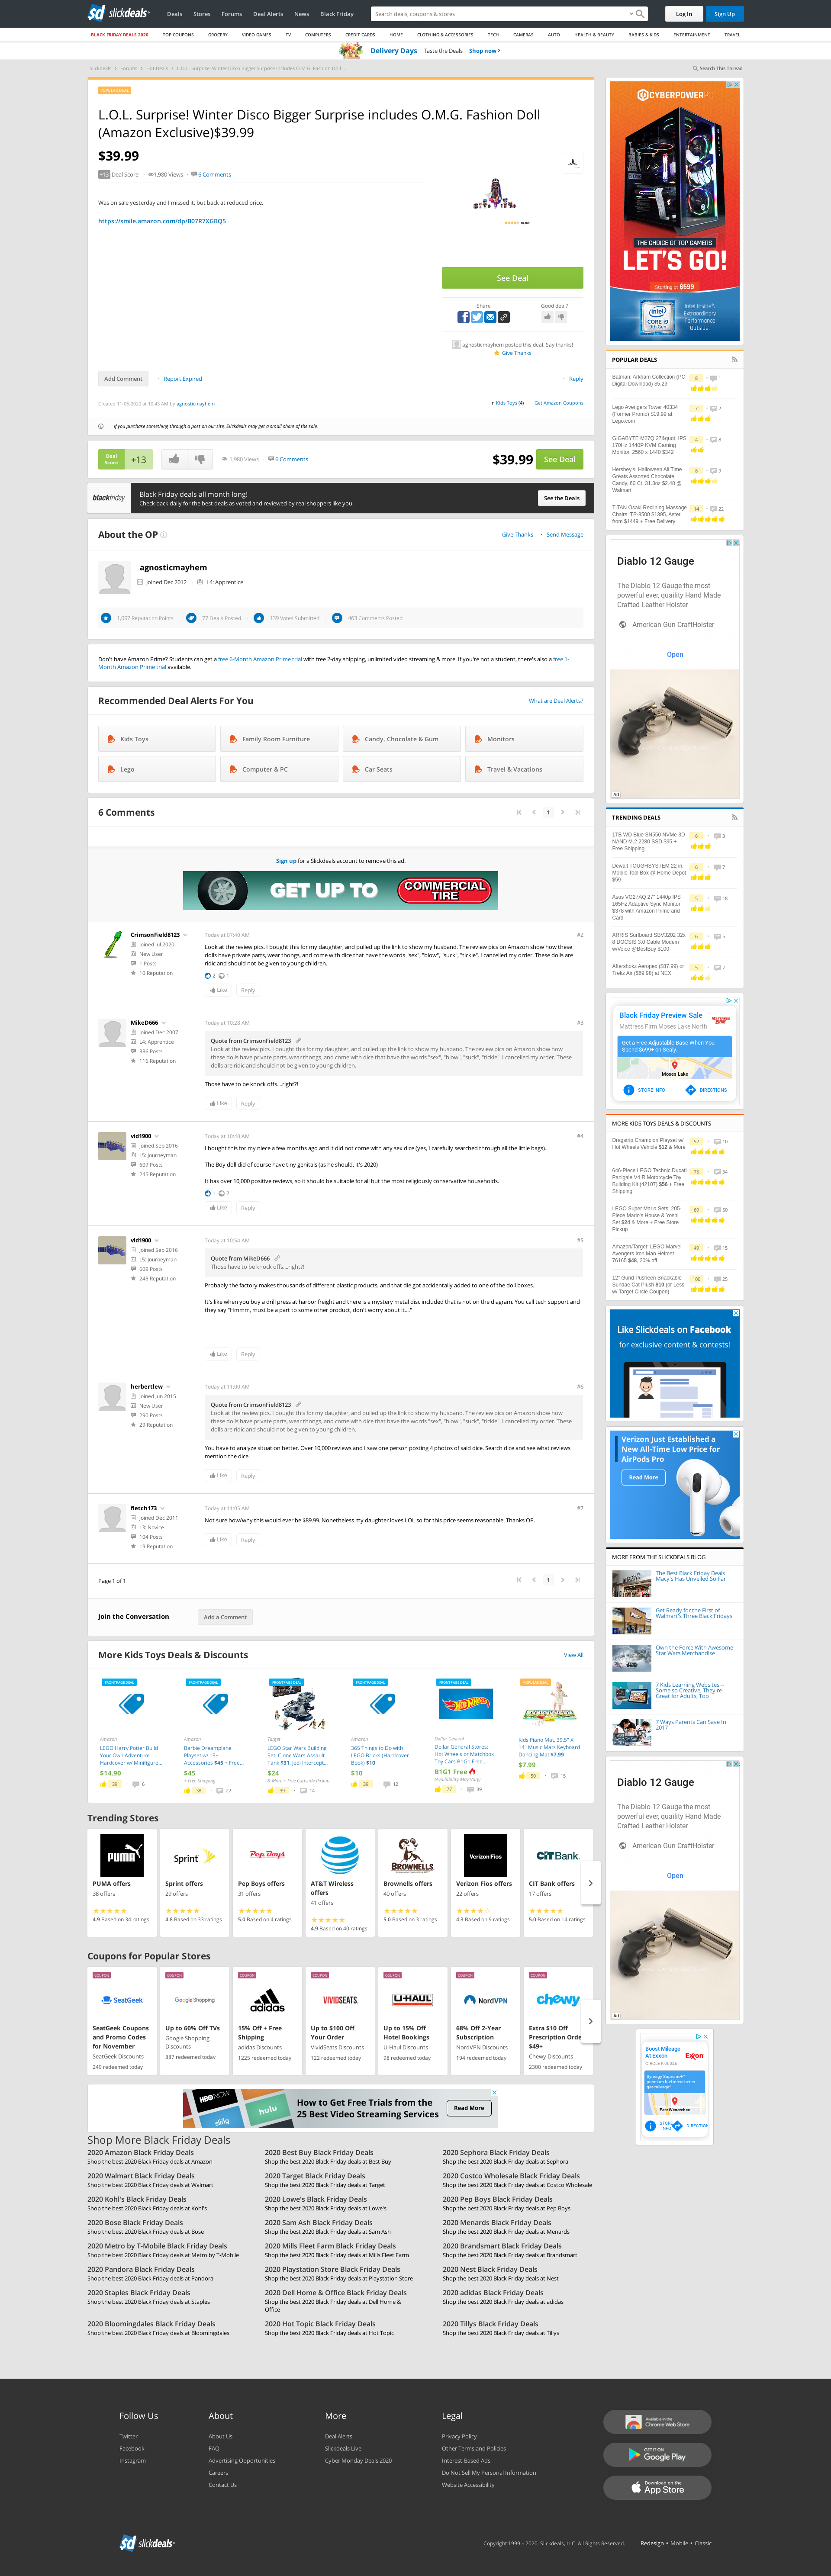 slickdeals
Deals Stores Forums Deal Alerts News Black Friday
Search deals, coupons & stores
Log In Sign Up
BLACK FRIDAY DEALS 2020 TOP COUPONS GROCERY VIDEO GAMES TV COMPUTERS CREDIT CARDS HOME CLOTHING & ACCESSORIES TECH CAMERAS AUTO HEALTH & BEAUTY BABIES & KIDS ENTERTAINMENT TRAVEL
Delivery Days Taste the Deals Shop now >
Slickdeals > Forums > Hot Deals > L.O.L. Surprise! Winter Disco Bigger Surprise includes O.M.G. Fashion Doll ...
Search This Thread
POPULAR DEAL
L.O.L. Surprise! Winter Disco Bigger Surprise includes O.M.G. Fashion Doll
(Amazon Exclusive)$39.99
$39.99
+13 Deal Score 1,980 Views 6 Comments
Was on sale yesterday and I missed it, but back at reduced price.
https://smile.amazon.com/dp/B07R7XGBQS
See Deal
Share Good deal?
agnosticmayhem posted this deal. Say thanks!
Give Thanks
Add Comment Report Expired Reply
Created 11-06-2020 at 10:41 AM by agnosticmayhem
Kids Toys (4) Get Amazon Coupons
If you purchase something through a post on our site, Slickdeals may get a small share of the sale.
Deal Score +13 1,980 Views 6 Comments $39.99 See Deal
blackfriday
Black Friday deals all month long!
Check back daily for the best deals as voted and reviewed by real shoppers like you.
See the Deals
About the OP
Give Thanks Send Message
agnosticmayhem
Joined Dec 2012 L4: Apprentice
1,097 Reputation Points 77 Deals Posted 139 Votes Submitted 463 Comments Posted
Don't have Amazon Prime? Students can get a free 6-Month Amazon Prime trial with free 2-day shipping, unlimited video streaming & more. If you're not a student, there's also a free 1-
Month Amazon Prime trial available.
Recommended Deal Alerts For You
What are Deal Alerts?
Kids Toys Family Room Furniture Candy, Chocolate & Gum Monitors
Lego Computer & PC Car Seats Travel & Vacations
6 Comments
1
Sign up for a Slickdeals account to remove this ad.
GET UP TO COMMERCIAL TIRE
CrimsonFighter8123
Joined Jul 2020
New User
1 Posts
10 Reputation
Today at 07:40 AM #2
Look at the review pics. I bought this for my daughter, and pulled up the link to show my husband. The review pics on Amazon show how
these dolls have private parts, wear thongs, and come with dice that have the words "sex", "blow", "suck", "tickle". I cancelled my order. These dolls are
ridic and should not be given to young children.
2 1
Like Reply
MikeD666
Joined Dec 2007
L4: Apprentice
386 Posts
116 Reputation
Today at 10:28 AM #3
Quote from CrimsonFighter8123
Look at the review pics. I bought this for my daughter, and pulled up the link to show my husband. The review pics on Amazon show how
these dolls have private parts, wear thongs, and come with dice that have the words "sex", "blow", "suck", "tickle". I cancelled my order. These
dolls are ridic and should not be given to young children.
Those have to be knock offs....right?!
Like Reply
vid1900
Joined Sep 2016
L5: Journeyman
609 Posts
245 Reputation
Today at 10:48 AM #4
I bought this for my niece a few months ago and it did not come with any sex dice (yes, I carefully searched through all the little bags).
The Boy doll did of course have tiny genitals (as he should, it's 2020)
It has over 10,000 positive reviews, so it should be suitable for all but the most religiously conservative households.
1 2
Like Reply
vid1900
Joined Sep 2016
L5: Journeyman
609 Posts
245 Reputation
Today at 10:54 AM #5
Quote from MikeD666
Those have to be knock offs....right?!
Probably the factory makes thousands of different plastic products, and that die got accidentally added to one of the doll boxes.
It's like when you buy a drill press at harbor freight and there is a mystery metal disc included that is not on the diagram. You call tech support and
they say "Hmmm, must be a part to some other product, don't worry about it...."
Like Reply
herbertlew
Joined Jun 2015
New User
290 Posts
29 Reputation
Today at 11:00 AM #6
Quote from CrimsonFighter8123
Look at the review pics. I bought this for my daughter, and pulled up the link to show my husband. The review pics on Amazon show how
these dolls have private parts, wear thongs, and come with dice that have the words "sex", "blow", "suck", "tickle". I cancelled my order. These
dolls are ridic and should not be given to young children.
You have to analyze situation better. Over 10,000 reviews and I saw one person posting 4 photos of said dice. Search dice and see what reviews
mention the dice.
Like Reply
fletch173
Joined Dec 2011
L3: Novice
104 Posts
19 Reputation
Today at 11:05 AM #7
Not sure how/why this would ever be $89.99. Nonetheless my daughter loves LOL so for this price seems reasonable. Thanks OP.
Like Reply
Page 1 of 1
1
Join the Conversation Add a Comment
More Kids Toys Deals & Discounts
View All
Amazon
LEGO Harry Potter Build
Your Own Adventure
Hardcover w/ Minifigure...
$14.90
39 6
Amazon
Barbie Dreamplane
Playset w/ 15+
Accessories $45 + Free...
$45
+ Free Shipping
38 22
Target
LEGO Star Wars Building
Set: Clone Wars Assault
Tank $31, Jedi Intercept...
$24
& More + Free Curbside Pickup
39 14
Amazon
365 Things to Do with
LEGO Bricks (Hardcover
Book) $10
$10
39 12
Dollar General
Dollar General Stores:
Hot Wheels or Matchbox
Toy Cars B1G1 Free...
B1G1 Free
(Availability May Vary)
77 36
Kids Piano Mat, 39.5" X
14" Music Mats Keyboard
Dancing Mat $7.99
$7.99
50 15
Trending Stores
PUMA offers
38 offers
4.9 Based on 34 ratings
Sprint offers
29 offers
4.8 Based on 33 ratings
Pep Boys offers
31 offers
5.0 Based on 4 ratings
AT&T Wireless
offers
41 offers
4.9 Based on 40 ratings
Brownells offers
40 offers
5.0 Based on 3 ratings
Verizon Fios offers
22 offers
4.3 Based on 9 ratings
CIT Bank offers
17 offers
5.0 Based on 14 ratings
Coupons for Popular Stores
SeatGeek Coupons
and Promo Codes
for November
SeatGeek Discounts
249 redeemed today
Up to 60% Off TVs
Google Shopping
Discounts
887 redeemed today
15% Off + Free
Shipping
adidas Discounts
1225 redeemed today
Up to $100 Off
Your Order
VividSeats Discounts
122 redeemed today
Up to 15% Off
Hotel Bookings
U-Haul Discounts
98 redeemed today
68% Off 2-Year
Subscription
NordVPN Discounts
194 redeemed today
Extra $10 Off
Prescription Orde
$49+
Chewy Discounts
2300 redeemed today
How to Get Free Trials from the
25 Best Video Streaming Services
Read More
Shop More Black Friday Deals
2020 Amazon Black Friday Deals
Shop the best 2020 Black Friday deals at Amazon
2020 Best Buy Black Friday Deals
Shop the best 2020 Black Friday deals at Best Buy
2020 Sephora Black Friday Deals
Shop the best 2020 Black Friday deals at Sephora
2020 Walmart Black Friday Deals
Shop the best 2020 Black Friday deals at Walmart
2020 Target Black Friday Deals
Shop the best 2020 Black Friday deals at Target
2020 Costco Wholesale Black Friday Deals
Shop the best 2020 Black Friday deals at Costco Wholesale
2020 Kohl's Black Friday Deals
Shop the best 2020 Black Friday deals at Kohl's
2020 Lowe's Black Friday Deals
Shop the best 2020 Black Friday deals at Lowe's
2020 Pep Boys Black Friday Deals
Shop the best 2020 Black Friday deals at Pep Boys
2020 Bose Black Friday Deals
Shop the best 2020 Black Friday deals at Bose
2020 Sam Ash Black Friday Deals
Shop the best 2020 Black Friday deals at Sam Ash
2020 Menards Black Friday Deals
Shop the best 2020 Black Friday deals at Menards
2020 Metro by T-Mobile Black Friday Deals
Shop the best 2020 Black Friday deals at Metro by T-Mobile
2020 Mills Fleet Farm Black Friday Deals
Shop the best 2020 Black Friday deals at Mills Fleet Farm
2020 Brandsmart Black Friday Deals
Shop the best 2020 Black Friday deals at Brandsmart
2020 Pandora Black Friday Deals
Shop the best 2020 Black Friday deals at Pandora
2020 Playstation Store Black Friday Deals
Shop the best 2020 Black Friday deals at Playstation Store
2020 Nest Black Friday Deals
Shop the best 2020 Black Friday deals at Nest
2020 Staples Black Friday Deals
Shop the best 2020 Black Friday deals at Staples
2020 Dell Home & Office Black Friday Deals
Shop the best 2020 Black Friday deals at Dell Home &
Office
2020 adidas Black Friday Deals
Shop the best 2020 Black Friday deals at adidas
2020 Bloomingdales Black Friday Deals
Shop the best 2020 Black Friday deals at Bloomingdales
2020 Hot Topic Black Friday Deals
Shop the best 2020 Black Friday deals at Hot Topic
2020 Tillys Black Friday Deals
Shop the best 2020 Black Friday deals at Tillys
CYBERPOWERPC
THE CHOICE OF TOP GAMERS
LET'S GO!
Starting at $599
Intel Insides®.
Extraordinary
Performance
Outside.
POPULAR DEALS
Batman: Arkham Collection (PC
Digital Download) $5.29
8 1
Lego Avengers Tower 40334
(Former Promo) $19.99 at
Lego.com
7 2
GIGABYTE M27Q 27&quot; IPS
170Hz 1440P KVM Gaming
Monitor, 2560 x 1440 $342
4 8
Hershey's, Halloween All Time
Greats Assorted Chocolate
Candy, 60 Ct. 31.3oz $2.48 @
Walmart
8 9
TITAN Osaki Reclining Massage
Chairs: TP-8500 $1395, Aster
from $1449 + Free Delivery
14 22
Diablo 12 Gauge
The Diablo 12 Gauge the most
powerful ever, quaility Hand Made
Crafted Leather Holster
American Gun CraftHolster
Open
Ad
TRENDING DEALS
1TB WD Blue SN550 NVMe 3D
NAND M.2 2280 SSD $95 +
Free Shipping
6 3
Dewalt TOUGHSYSTEM 22 in.
Mobile Tool Box @ Home Depot
$59
6 7
Asus VG27AQ 27" 1440p IPS
165Hz Adaptive Sync Monitor
$378 with Amazon Prime and
Card
5 18
ARRIS Surfboard SBV3202 32x
8 DOCSIS 3.0 Cable Modem
w/Voice @BestBuy $100
6 5
Aftershokz Aeropex ($87.99) or
Trekz Air ($69.98) at NEX
5 7
Black Friday Preview Sale
Mattress Firm Moses Lake North
Get a Free Adjustable Base When You
Spend $699+ on Sealy
Moses Lake
STORE INFO DIRECTIONS
MORE KIDS TOYS DEALS & DISCOUNTS
Dragstrip Champion Playset w/
Hot Wheels Vehicle $12 & More
52 10
646-Piece LEGO Technic Ducati
Panigale V4 R Motorcycle Toy
Building Kit (42107) $56 + Free
Shipping
75 34
LEGO Super Mario Sets: 205-
Piece Mario's House & Yoshi
Set $24 & More + Free Store
Pickup
69 30
Amazon/Target: LEGO Marvel
Avengers Iron Man Helmet
76165 $48, 20% off
49 15
12" Gund Pusheen Snackable
Sundae Cat Plush $10 (or Less
w/ Target Circle Coupon)
100 25
Like Slickdeals on Facebook
for exclusive content & contests!
Verizon Just Established a
New All-Time Low Price for
AirPods Pro
Read More
MORE FROM THE SLICKDEALS BLOG
The Best Black Friday Deals
Macy's Has Unveiled So Far
Get Ready for the First of
Walmart's Three Black Fridays
Own the Force With Awesome
Star Wars Merchandise
7 Kids Learning Websites –
Some so Creative, They're
Great for Adults, Too
7 Ways Parents Can Save in
2017
Diablo 12 Gauge
The Diablo 12 Gauge the most
powerful ever, quaility Hand Made
Crafted Leather Holster
American Gun CraftHolster
Open
Ad
Boost Mileage
At Exxon
Exxon
Synergy Supreme+™
premium fuel offers better
gas mileage¹.
East Wenatchee
STORE INFO DIRECTION
Follow Us
Twitter
Facebook
Instagram
About
About Us
FAQ
Advertising Opportunities
Careers
Contact Us
More
Deal Alerts
Slickdeals Live
Cyber Monday Deals 2020
Legal
Privacy Policy
Other Terms and Policies
Interest-Based Ads
Do Not Sell My Personal Information
Website Accessibility
Available in the
Chrome Web Store
GET IT ON
Google Play
Download on the
App Store
slickdeals
Copyright 1999 – 2020. Slickdeals, LLC. All Rights Reserved. Redesign • Mobile • Classic